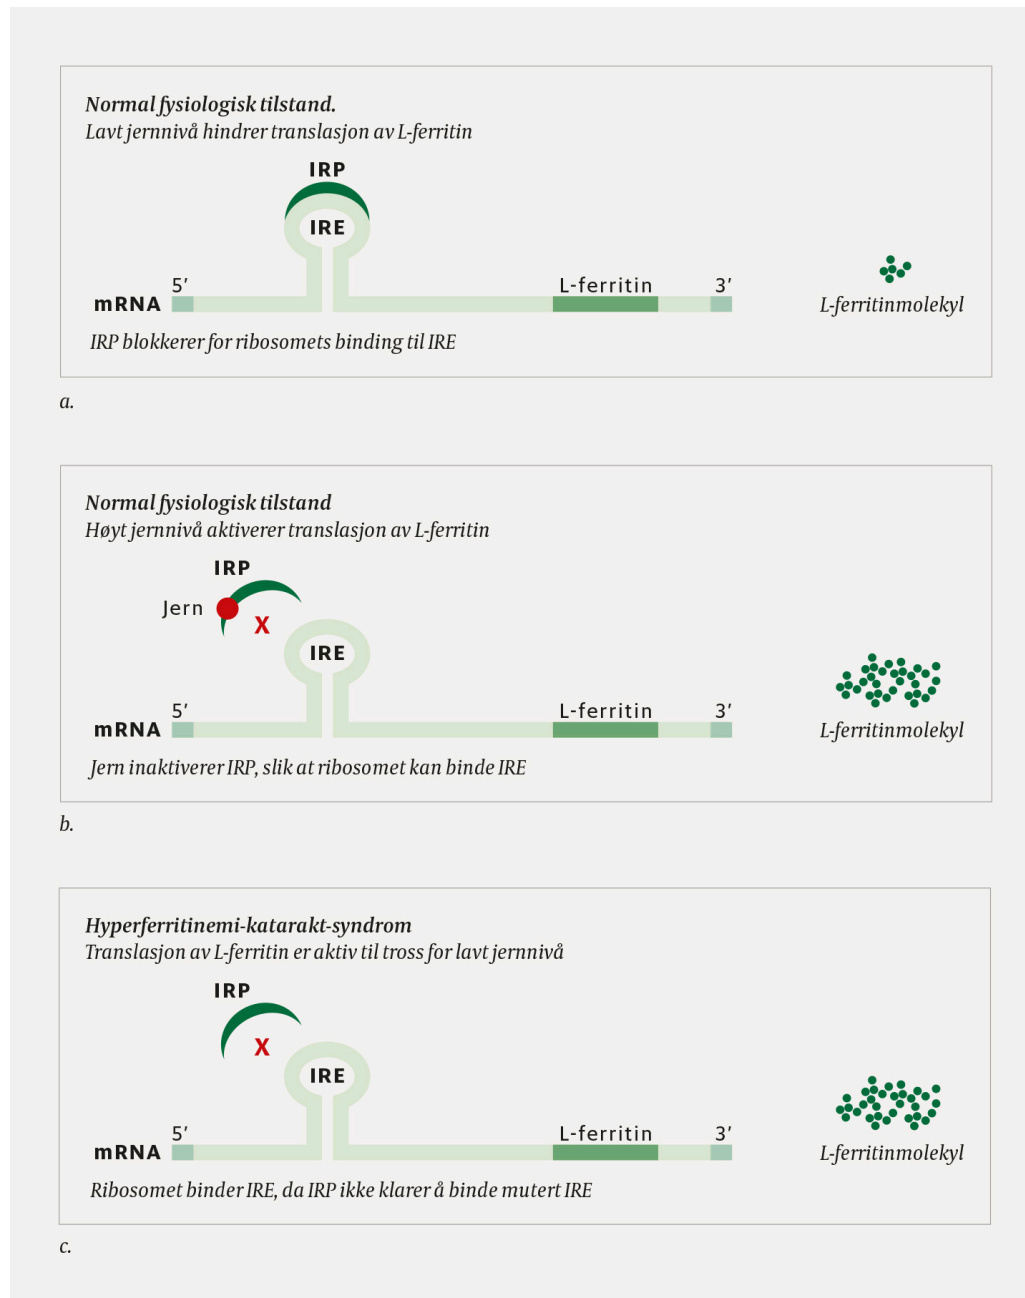 Normal fysiologisk tilstand.
Lavt jernnivå hindrer translasjon av L-ferritin
IRP
IRE
5′
L-ferritin
3′
mRNA
L-ferritinmolekyl
IRP blokkerer for ribosomets binding til IRE
a.
Normal fysiologisk tilstand
Høyt jernnivå aktiverer translasjon av L-ferritin
IRP
Jern
X
IRE
5′
L-ferritin
3′
mRNA
L-ferritinmolekyl
Jern inaktiverer IRP, slik at ribosomet kan binde IRE
b.
Hyperferritinemi-katarakt-syndrom
Translasjon av L-ferritin er aktiv til tross for lavt jernnivå
IRP
X
IRE
5′
L-ferritin
3′
mRNA
L-ferritinmolekyl
Ribosomet binder IRE, da IRP ikke klarer å binde mutert IRE
c.